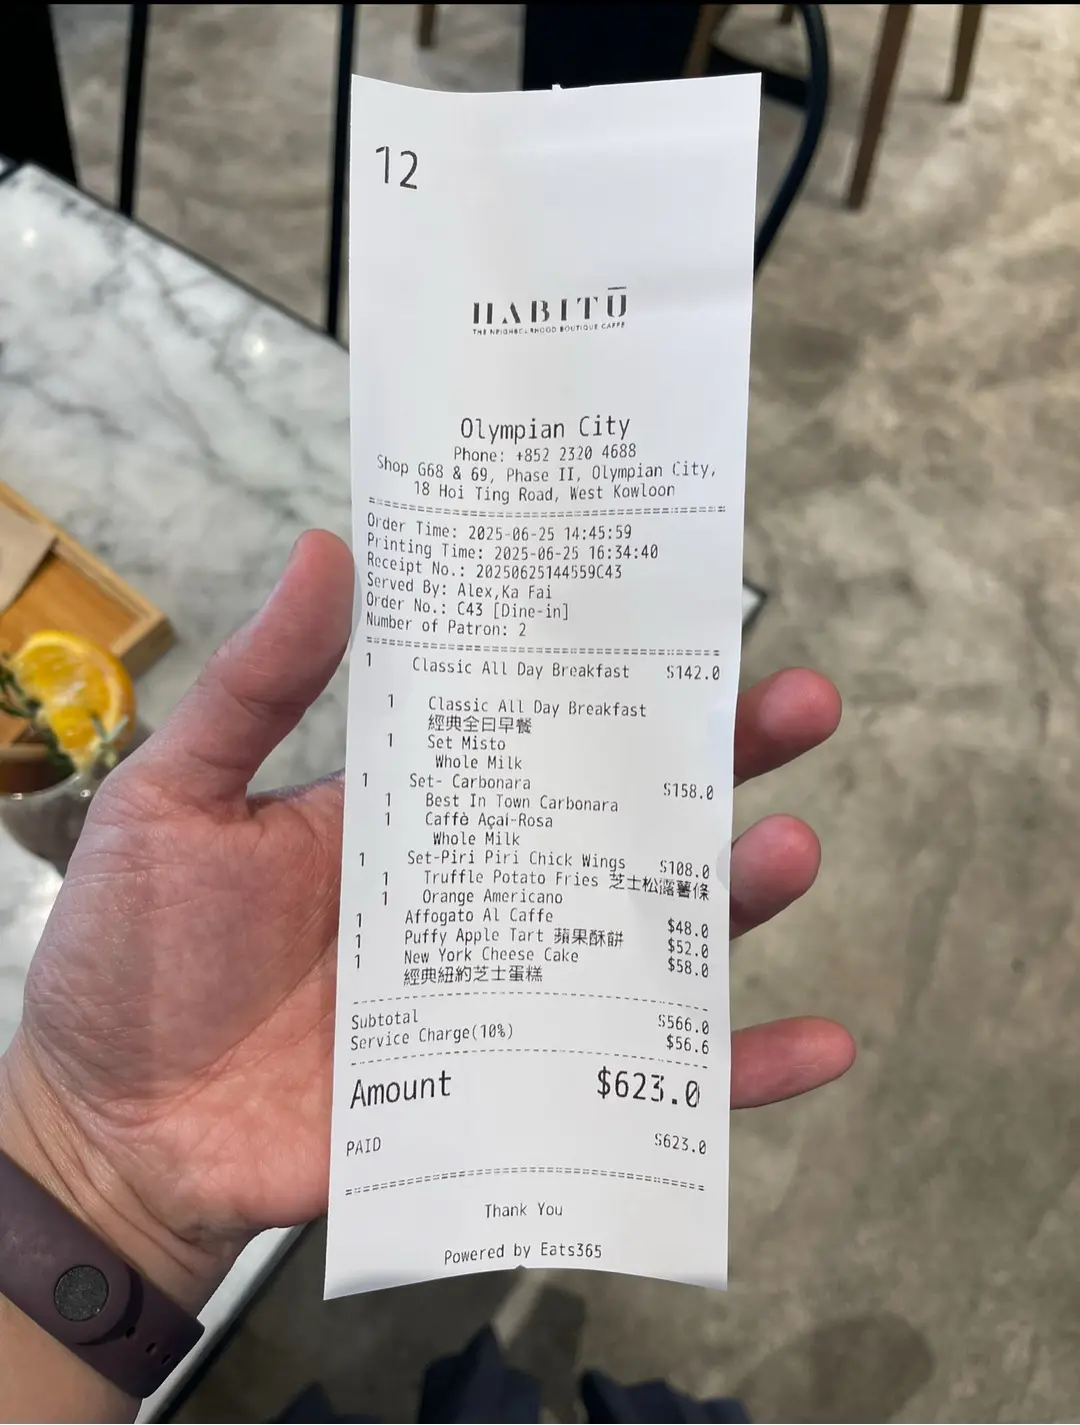 12
HABITŪ
THE NEIGHBOURHOOD BOUTIQUE CAFFE
Olympian City
Phone: +852 2320 4688
Shop G68 & 69, Phase II, Olympian City,
18 Hoi Ting Road, West Kowloon
Order Time: 2025-06-25 14:45:59
Printing Time: 2025-06-25 16:34:40
Receipt No.: 20250625144559C43
Served By: Alex,Ka Fai
Order No.: C43 [Dine-in]
Number of Patron: 2
1 Classic All Day Breakfast $142.0
1 Classic All Day Breakfast
經典全日早餐
1 Set Misto
Whole Milk
1 Set- Carbonara $158.0
1 Best In Town Carbonara
1 Caffè Açaí-Rosa
Whole Milk
1 Set-Piri Piri Chick Wings $108.0
1 Truffle Potato Fries 芝士松露薯條
1 Orange Americano
1 Affogato Al Caffe $48.0
1 Puffy Apple Tart 蘋果酥餅 $52.0
1 New York Cheese Cake $58.0
經典紐約芝士蛋糕
Subtotal $566.0
Service Charge(10%) $56.6
Amount $623.0
PAID $623.0
Thank You
Powered by Eats365